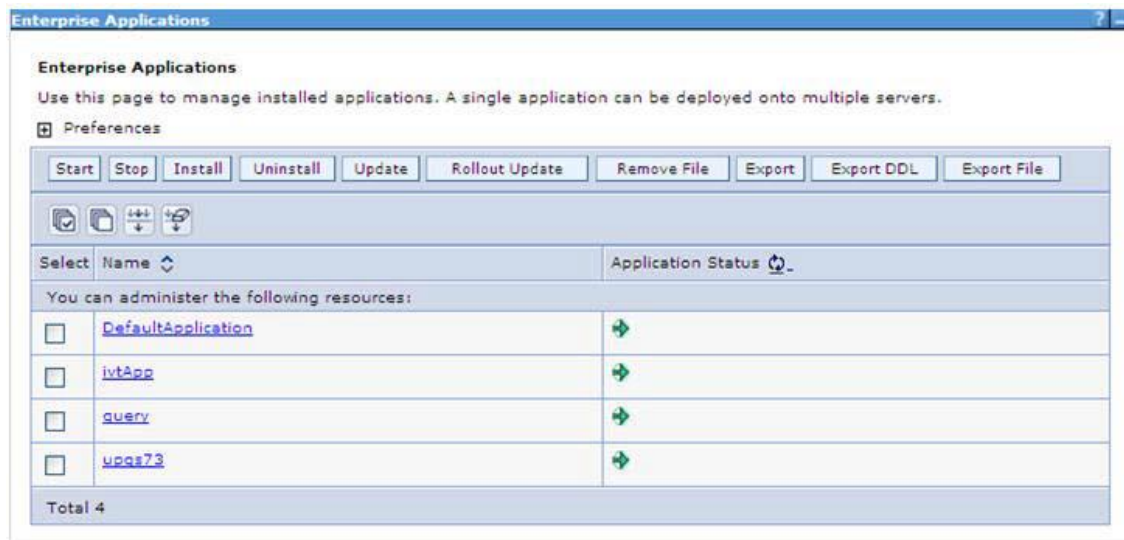 Enterprise Applications
Enterprise Applications
Use this page to manage installed applications. A single application can be deployed onto multiple servers.
Preferences
Start Stop Install Uninstall Update Rollout Update Remove File Export Export DDL Export File
Select Name Application Status
You can administer the following resources:
DefaultApplication
ivtApp
query
upgs73
Total 4